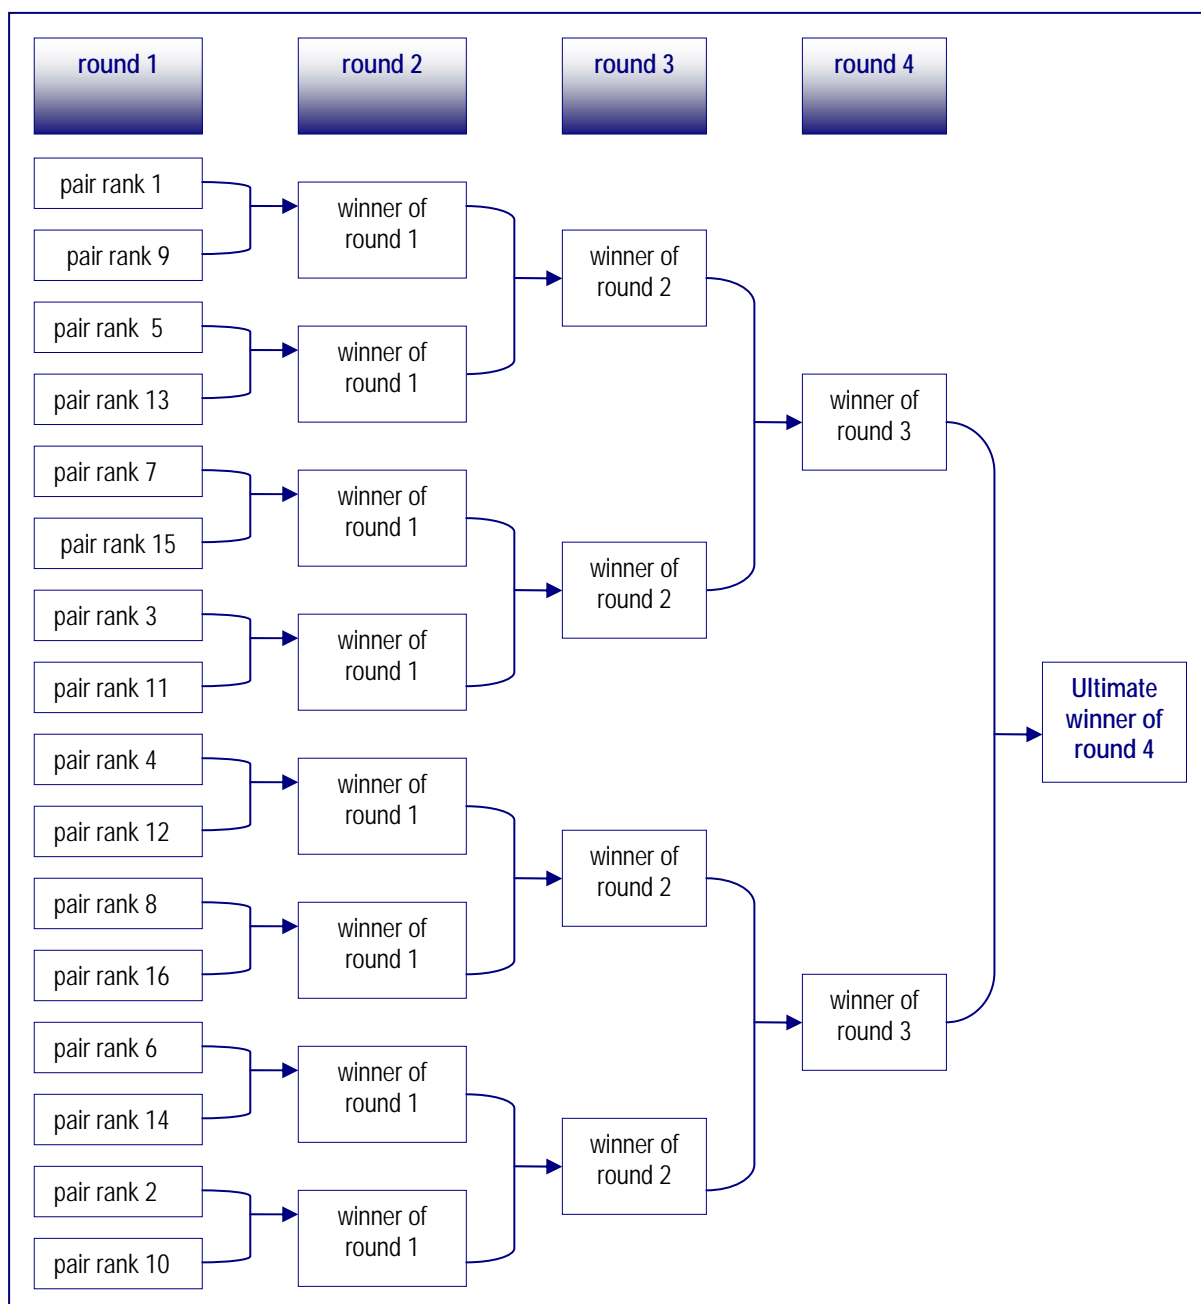 round 1
round 2
round 3
round 4
pair rank 1
pair rank 9
pair rank 5
pair rank 13
pair rank 7
pair rank 15
pair rank 3
pair rank 11
pair rank 4
pair rank 12
pair rank 8
pair rank 16
pair rank 6
pair rank 14
pair rank 2
pair rank 10
winner of
round 1
winner of
round 1
winner of
round 1
winner of
round 1
winner of
round 1
winner of
round 1
winner of
round 1
winner of
round 1
winner of
round 2
winner of
round 2
winner of
round 2
winner of
round 2
winner of
round 3
winner of
round 3
Ultimate
winner of
round 4